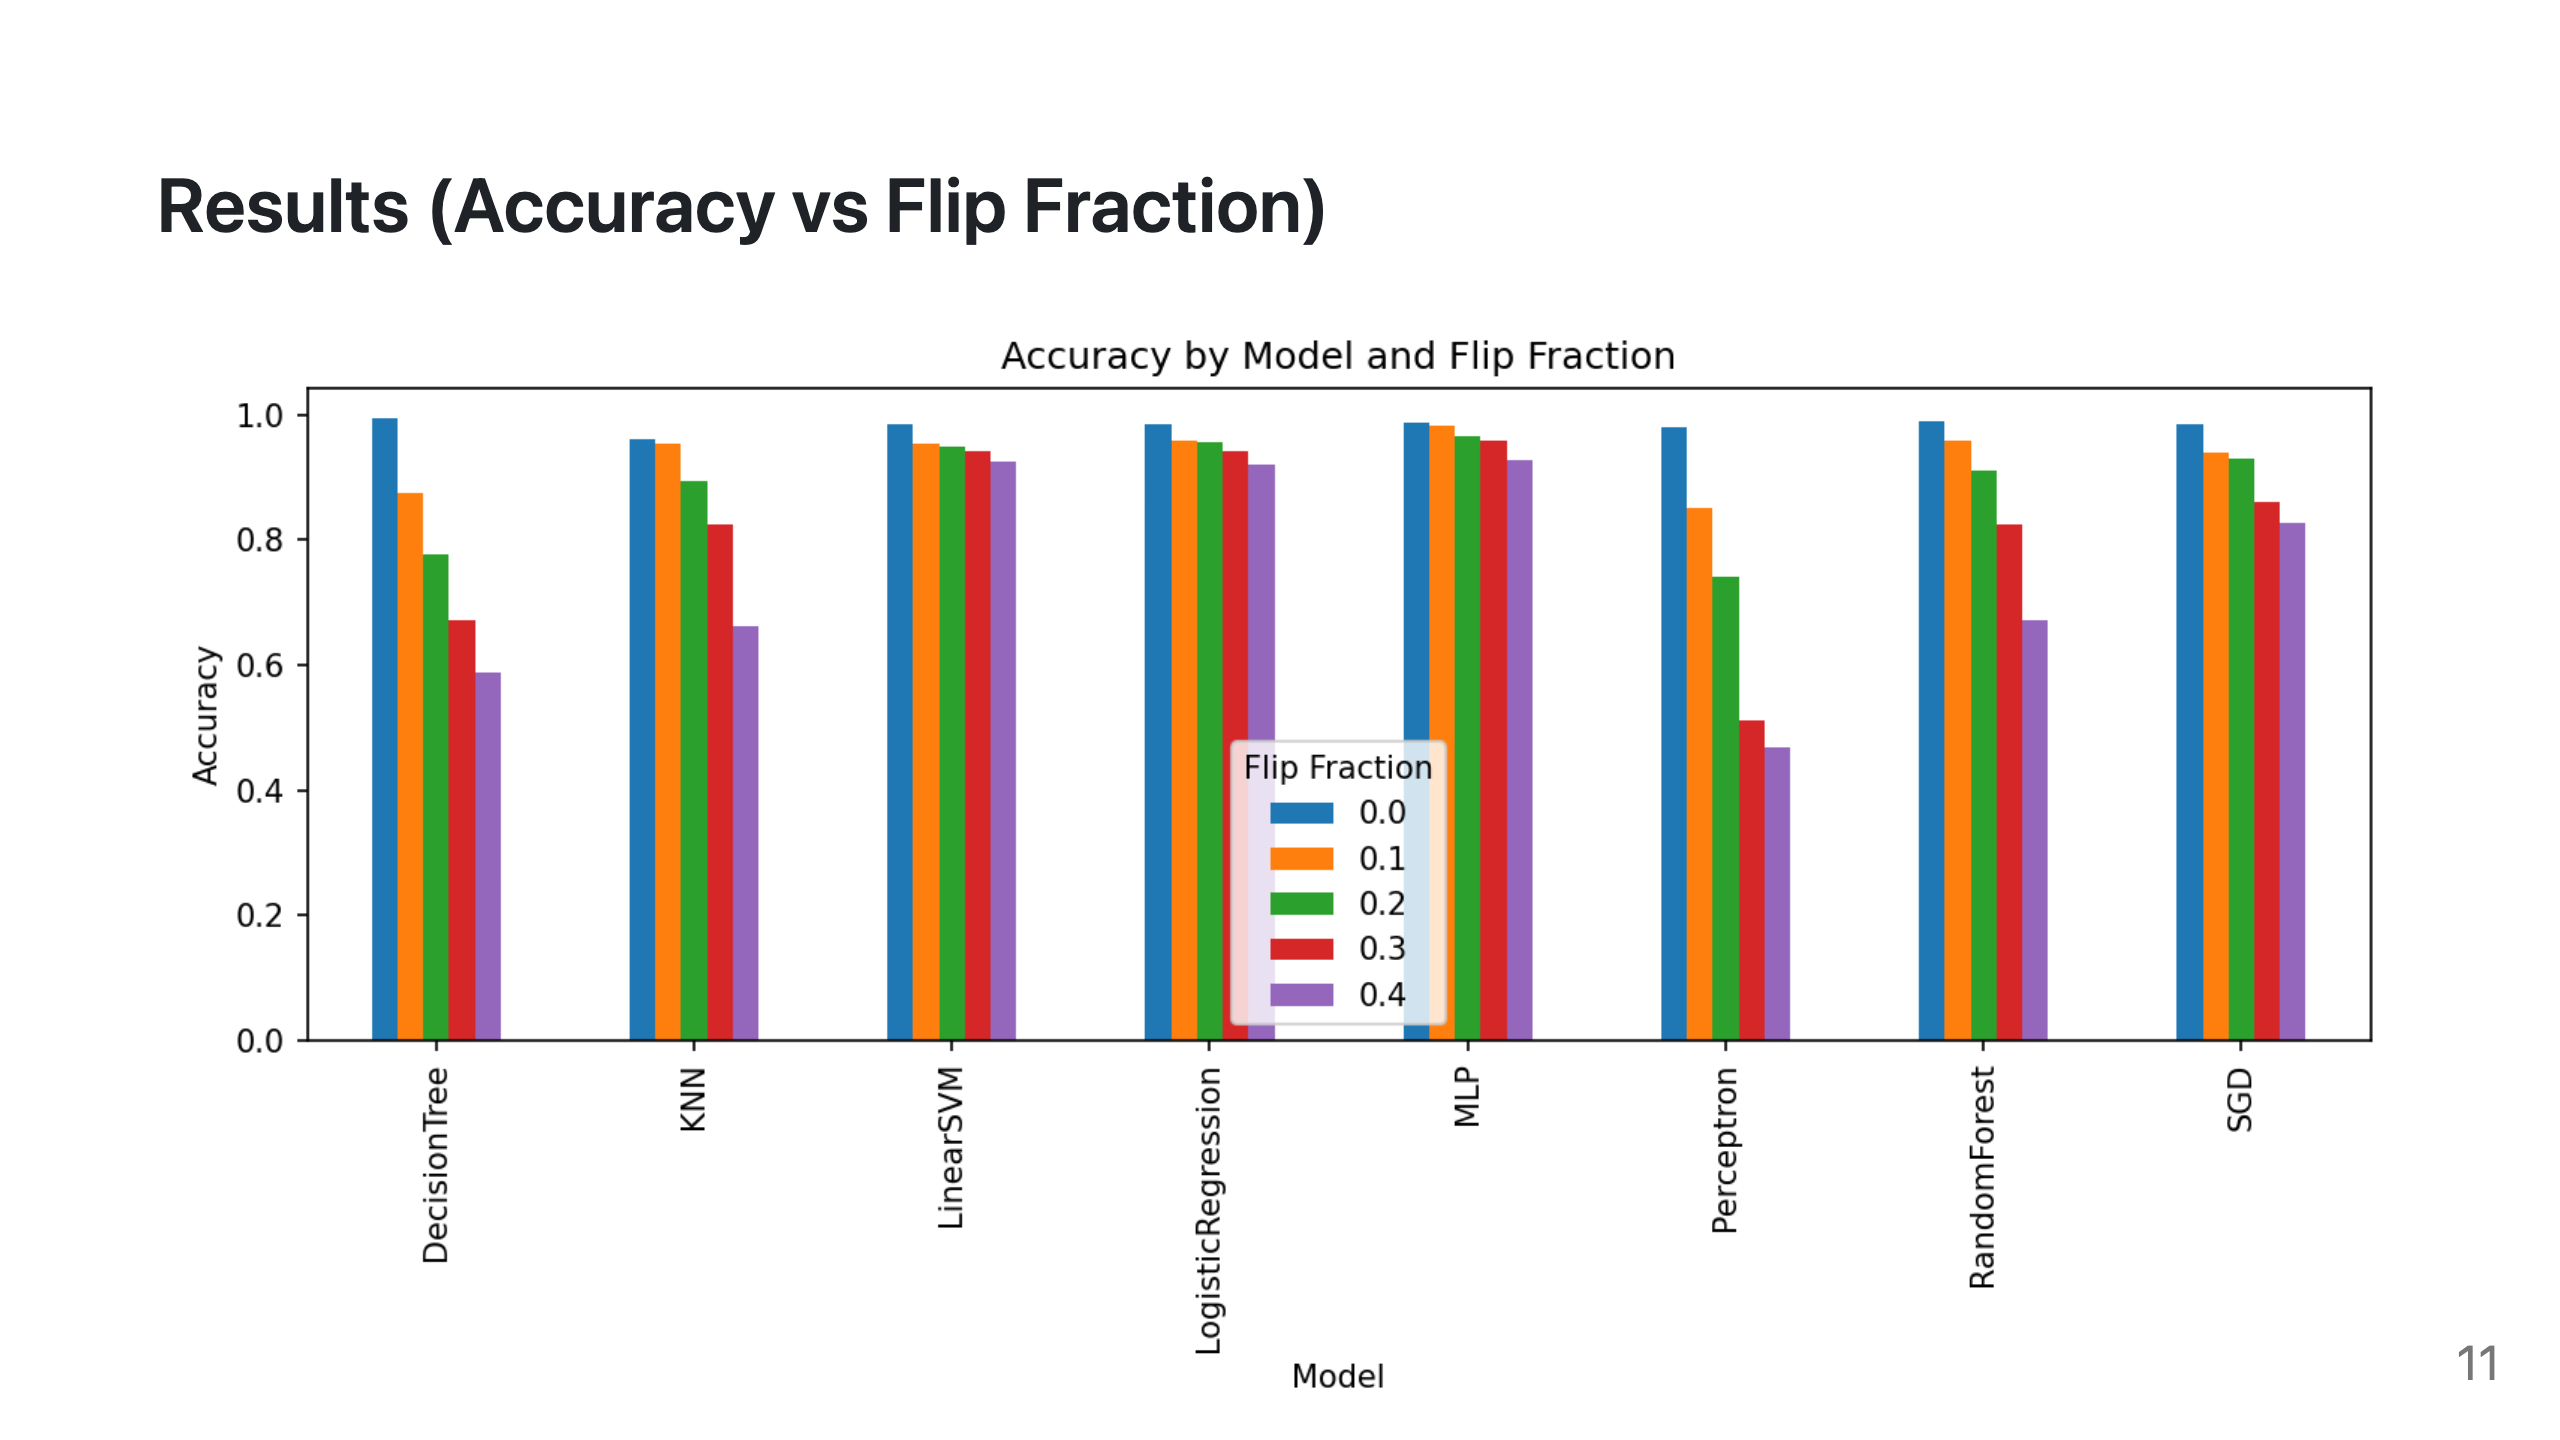 Results (Accuracy vs Flip Fraction)
Accuracy by Model and Flip Fraction
Accuracy
1.0
0.8
0.6
0.4
0.2
0.0
Flip Fraction
0.0
0.1
0.2
0.3
0.4
DecisionTree
KNN
LinearSVM
LogisticRegression
MLP
Perceptron
RandomForest
SGD
Model
11